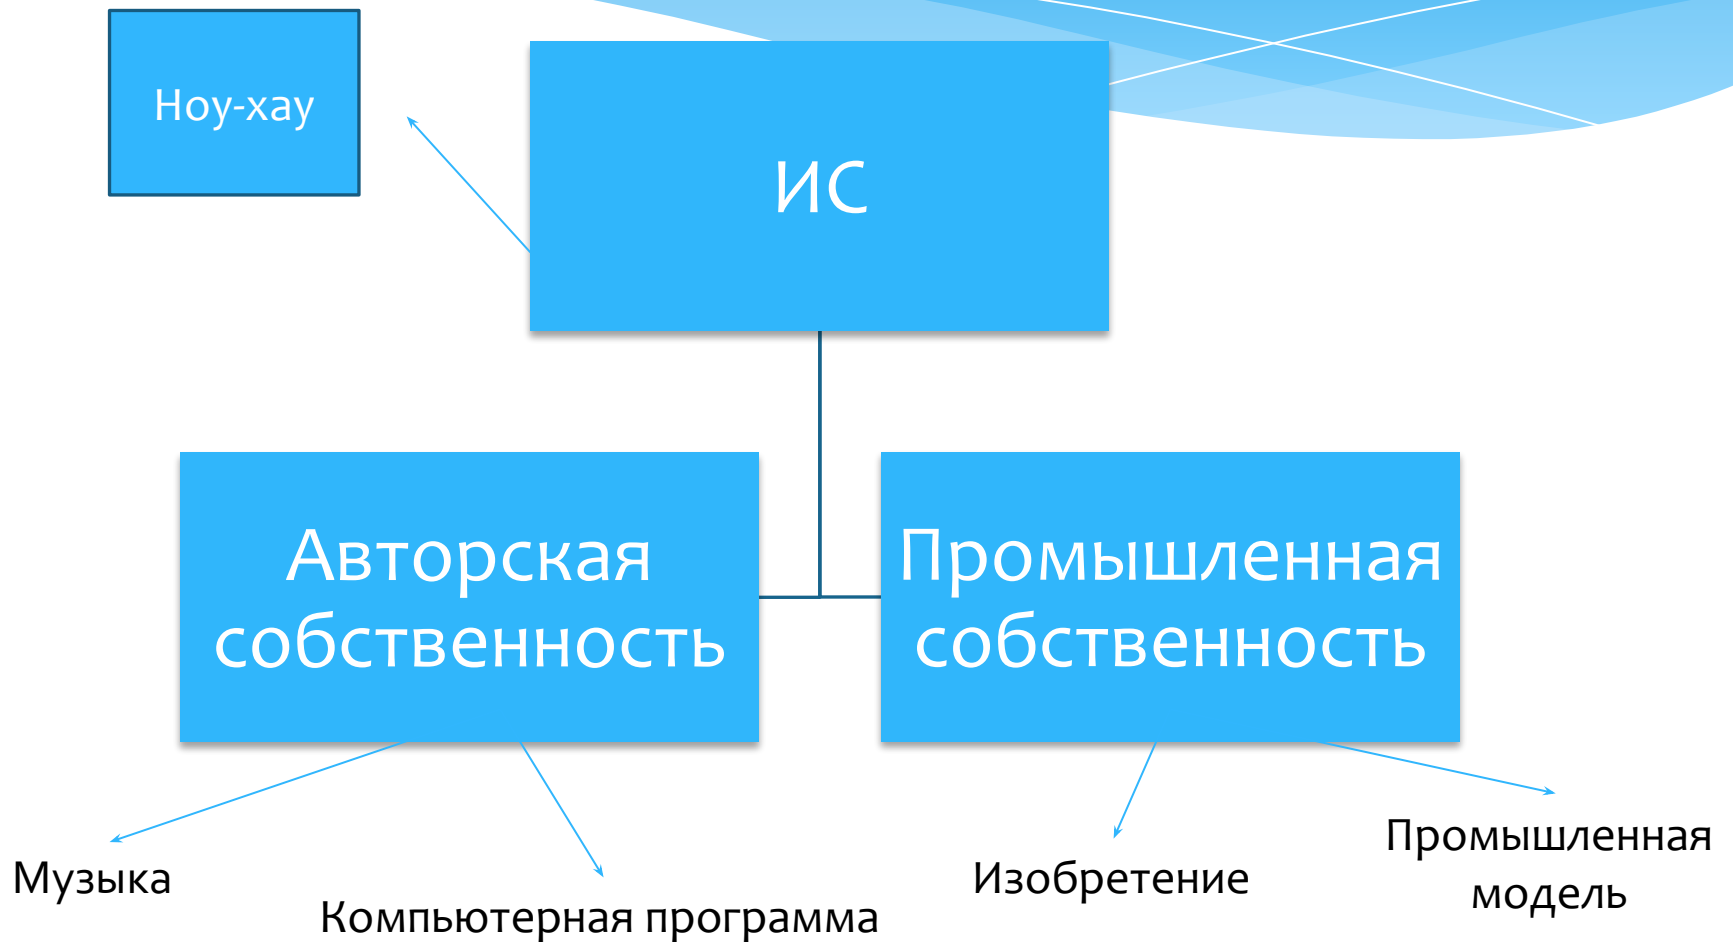 Ноу-хау
ИС
Авторская
собственность
Промышленная
собственность
Музыка
Компьютерная программа
Изобретение
Промышленная
модель